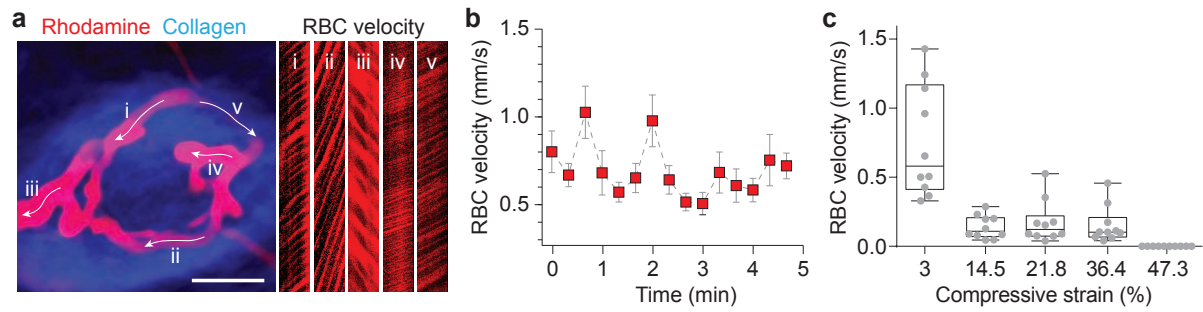 a
Rhodamine Collagen
RBC velocity
i
v
iv
iii
ii
i ii iii iv v
b
RBC velocity (mm/s)
1.5
1.0
0.5
0 1 2 3 4 5
Time (min)
c
RBC velocity (mm/s)
1.5
1.0
0.5
0.0
3 14.5 21.8 36.4 47.3
Compressive strain (%)